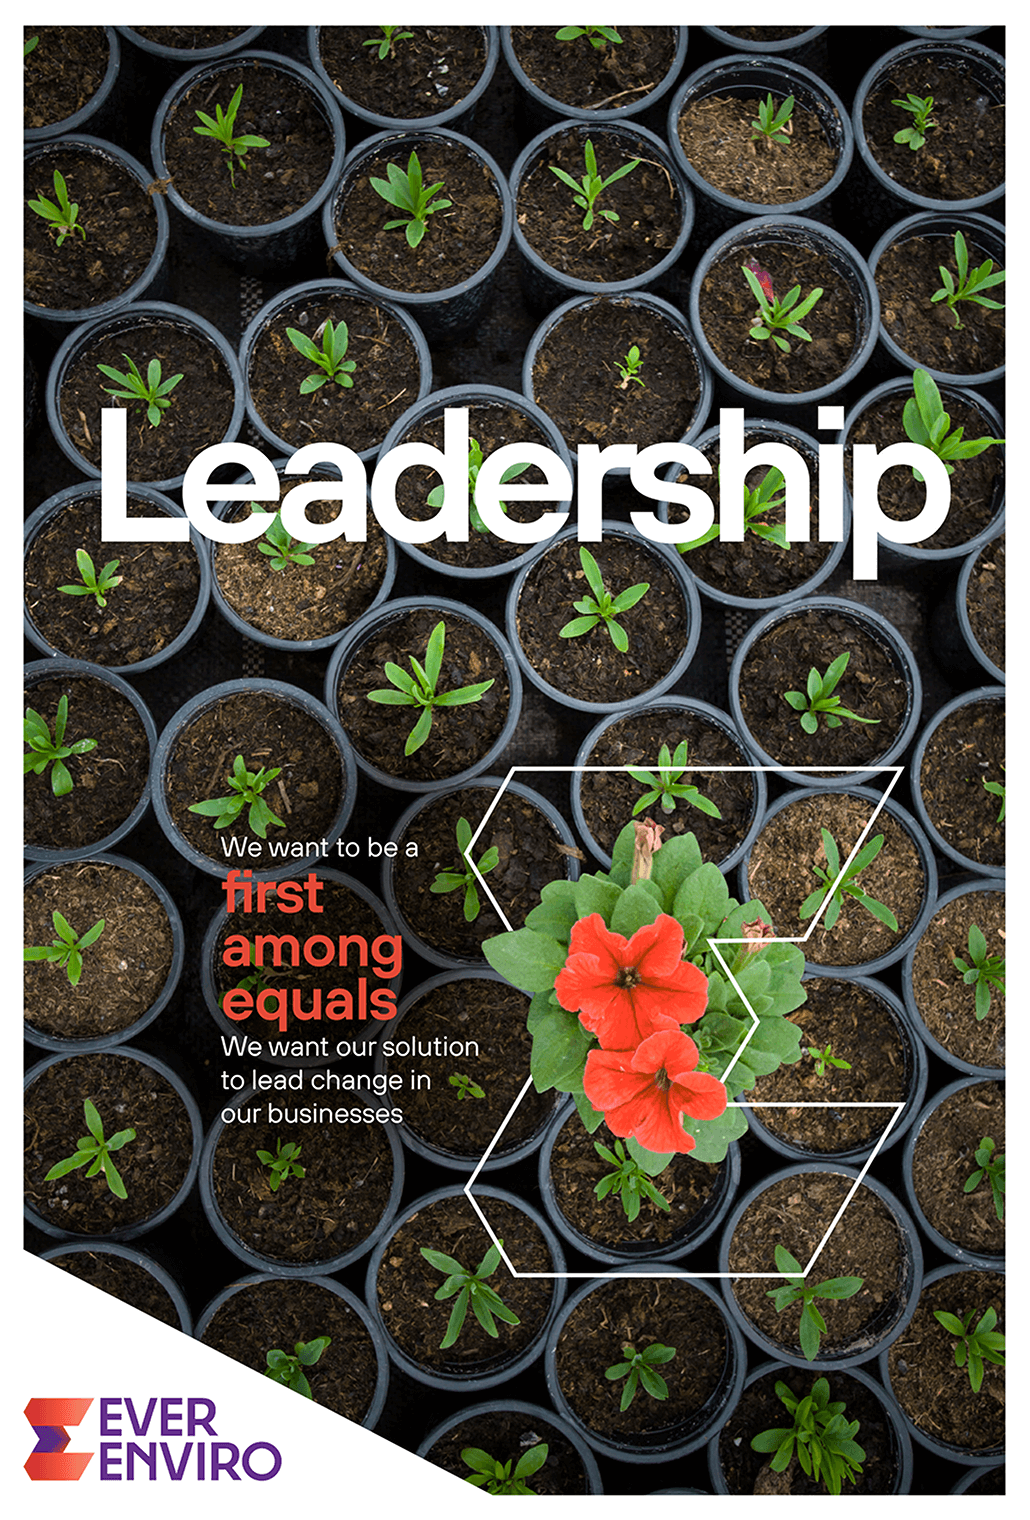 Leadership
We want to be a
first
among
equals
We want our solution
to lead change in
our businesses
EVER
ENVIRO